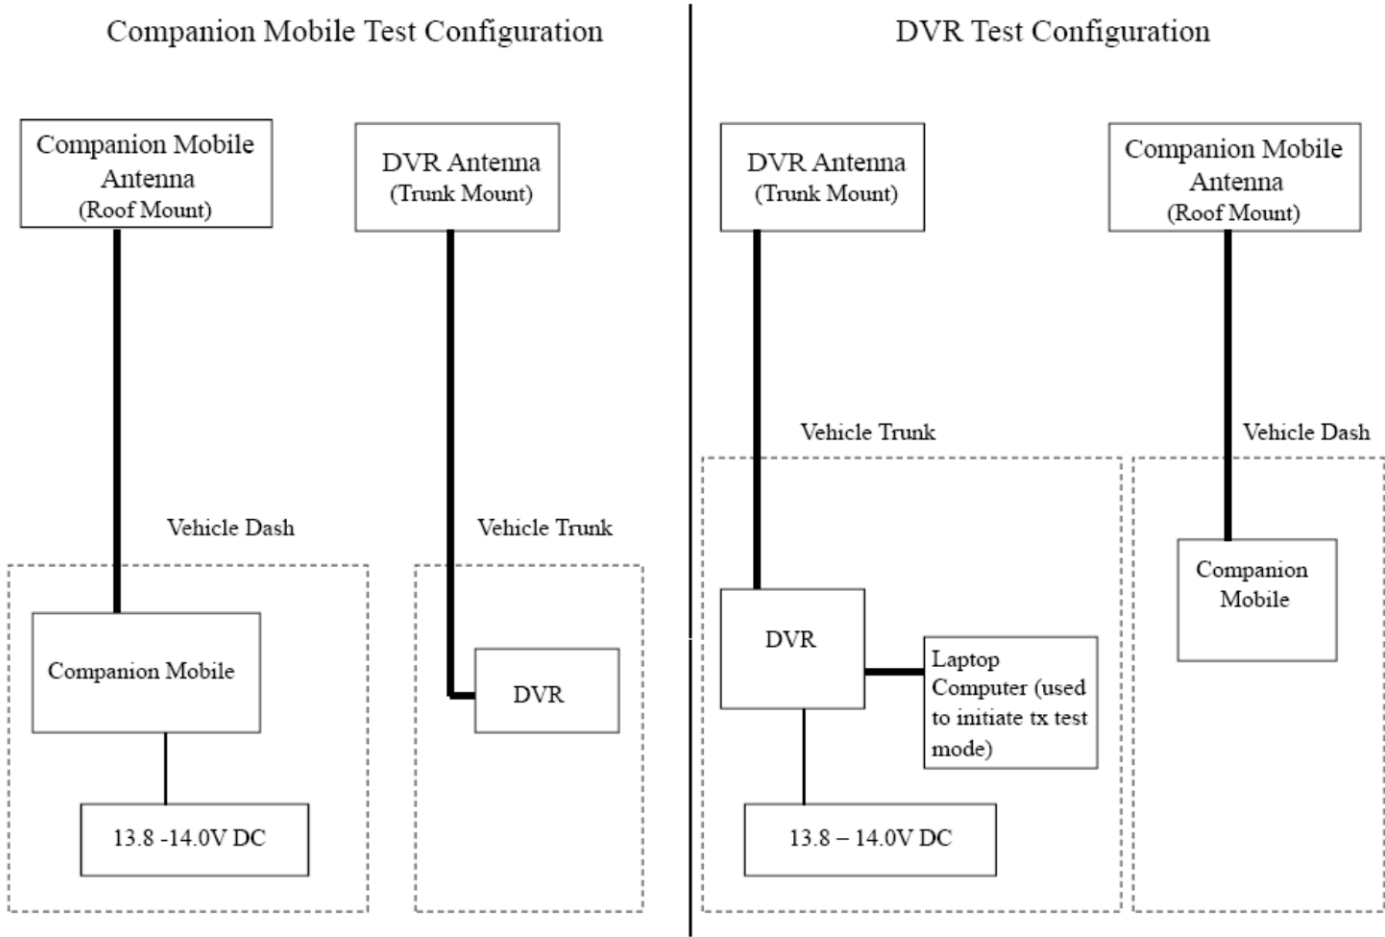 Companion Mobile Test Configuration
Companion Mobile
Antenna
(Roof Mount)
DVR Antenna
(Trunk Mount)
Vehicle Dash
Vehicle Trunk
Companion Mobile
DVR
13.8 -14.0V DC
DVR Test Configuration
DVR Antenna
(Trunk Mount)
Companion Mobile
Antenna
(Roof Mount)
Vehicle Trunk
Vehicle Dash
DVR
Laptop
Computer (used
to initiate tx test
mode)
Companion
Mobile
13.8 – 14.0V DC